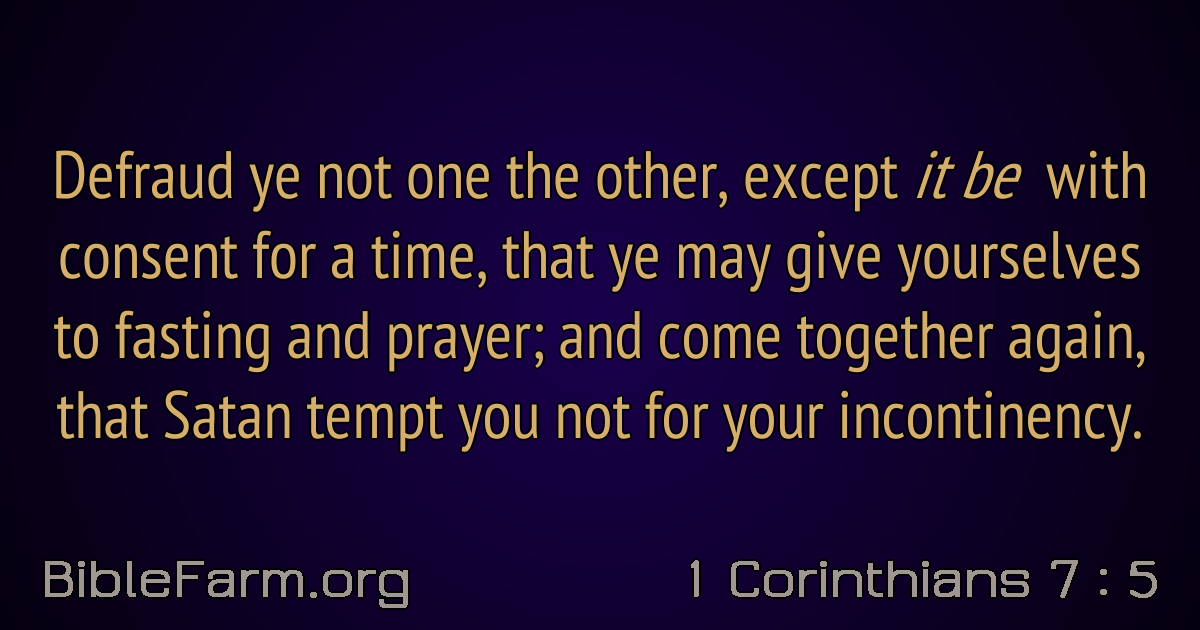 Defraud ye not one the other, except it be with
consent for a time, that ye may give yourselves
to fasting and prayer; and come together again,
that Satan tempt you not for your incontinency.
BibleFarm.org
1 Corinthians 7 : 5